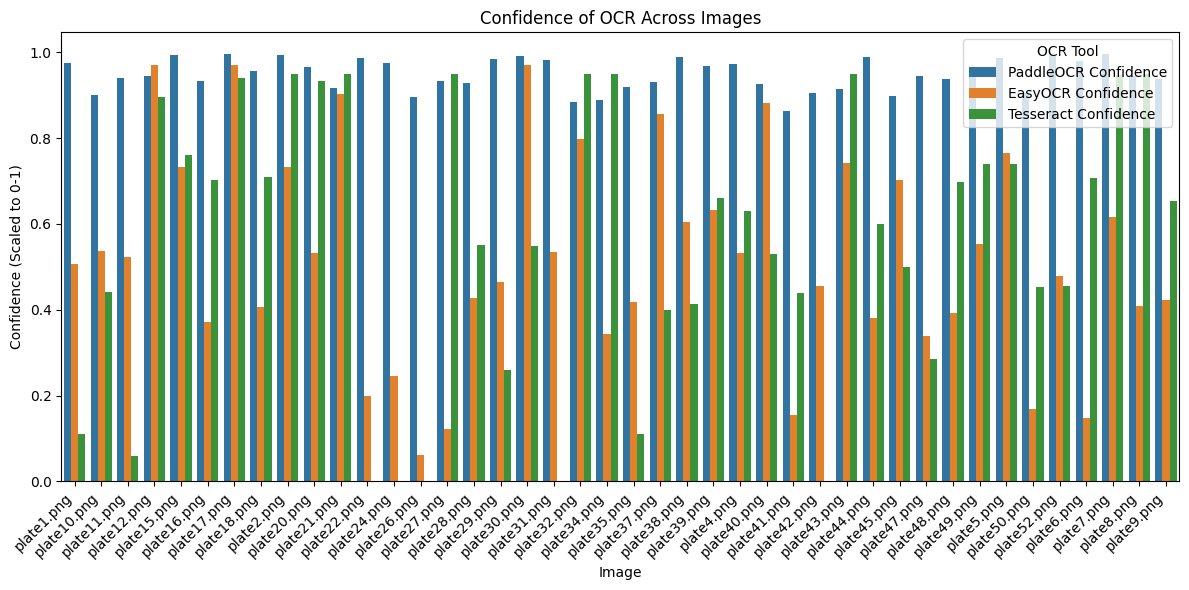 Confidence of OCR Across Images
Confidence (Scaled to 0-1)
1.0
0.8
0.6
0.4
0.2
0.0
OCR Tool
PaddleOCR Confidence
EasyOCR Confidence
Tesseract Confidence
plate1.png
plate10.png
plate11.png
plate12.png
plate15.png
plate16.png
plate17.png
plate18.png
plate2.png
plate20.png
plate21.png
plate22.png
plate24.png
plate26.png
plate27.png
plate28.png
plate29.png
plate30.png
plate31.png
plate32.png
plate34.png
plate35.png
plate37.png
plate38.png
plate39.png
plate4.png
plate40.png
plate41.png
plate42.png
plate43.png
plate44.png
plate45.png
plate47.png
plate48.png
plate49.png
plate5.png
plate50.png
plate52.png
plate6.png
plate7.png
plate8.png
plate9.png
Image